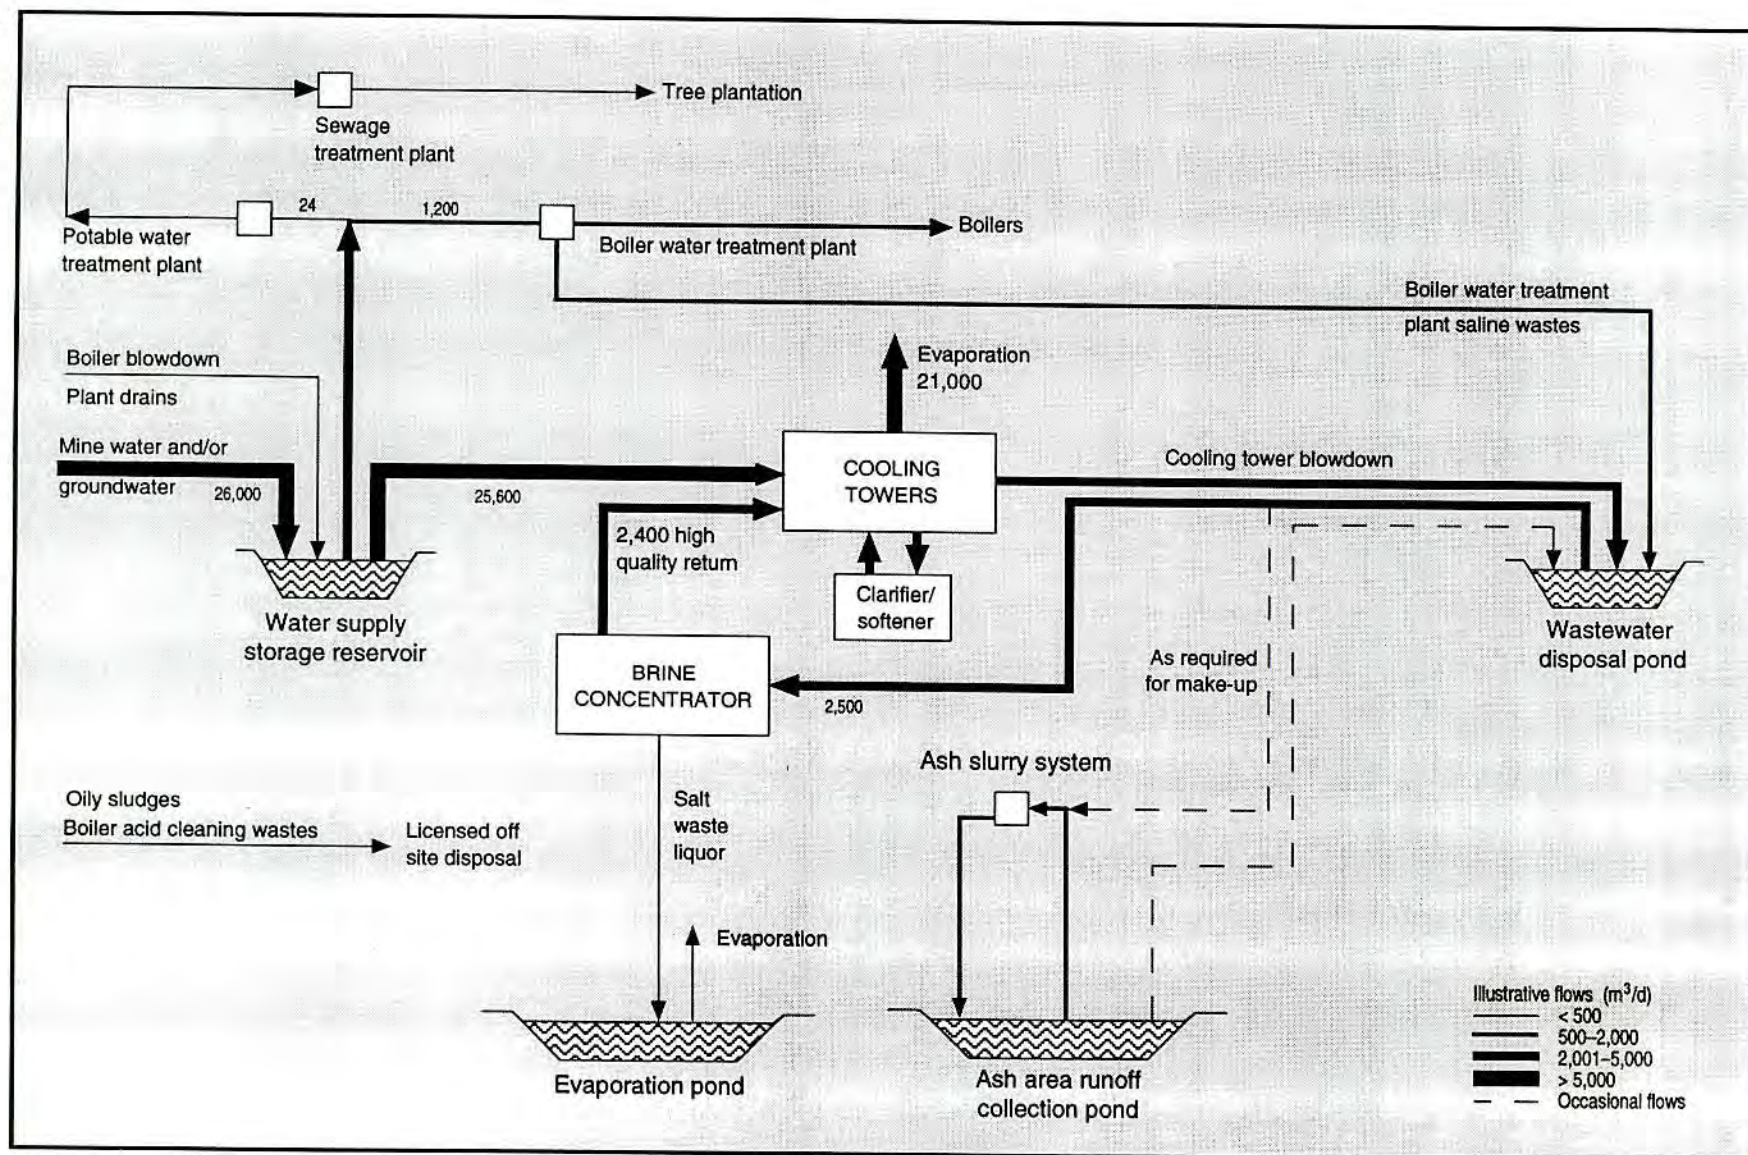 Tree plantation
Sewage
treatment plant
24
1,200
Potable water
treatment plant
Boiler water treatment plant
Boilers
Boiler water treatment
plant saline wastes
Boiler blowdown
Plant drains
Mine water and/or
groundwater
26,000
25,600
Evaporation
21,000
COOLING
TOWERS
Cooling tower blowdown
2,400 high
quality return
Clarifier/
softener
Water supply
storage reservoir
Wastewater
disposal pond
BRINE
CONCENTRATOR
2,500
As required
for make-up
Ash slurry system
Oily sludges
Boiler acid cleaning wastes
Licensed off
site disposal
Salt
waste
liquor
Evaporation
Evaporation pond
Ash area runoff
collection pond
Illustrative flows (m³/d)
< 500
500–2,000
2,001–5,000
> 5,000
Occasional flows